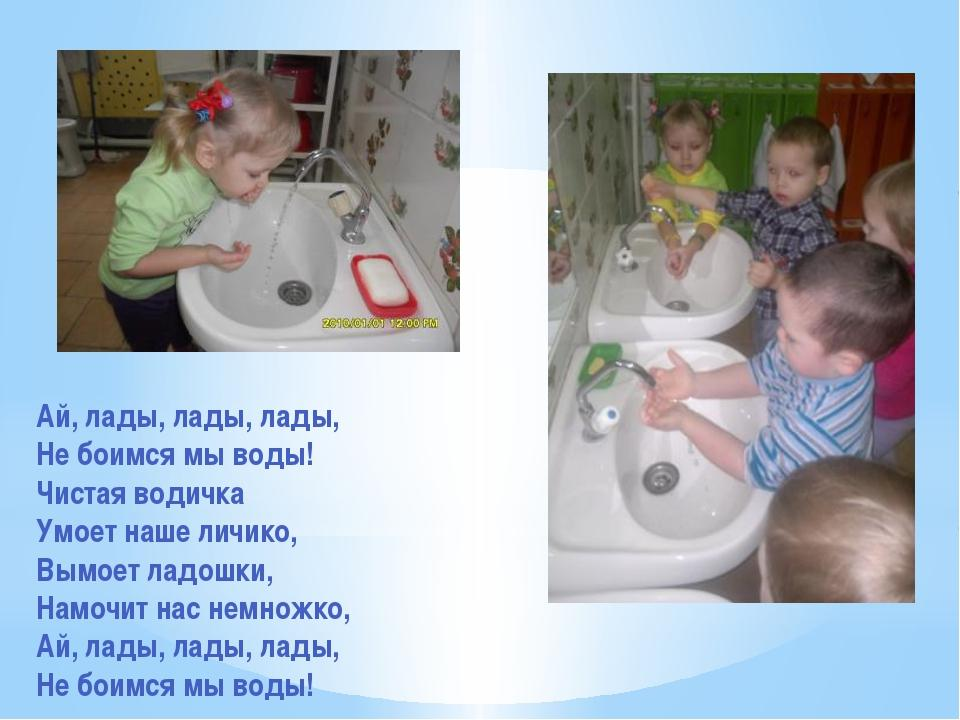 2010/01/01 12:00 PM
Ай, лады, лады, лады,
Не боимся мы воды!
Чистая водичка
Умоет наше личико,
Вымоет ладошки,
Намочит нас немножко,
Ай, лады, лады, лады,
Не боимся мы воды!